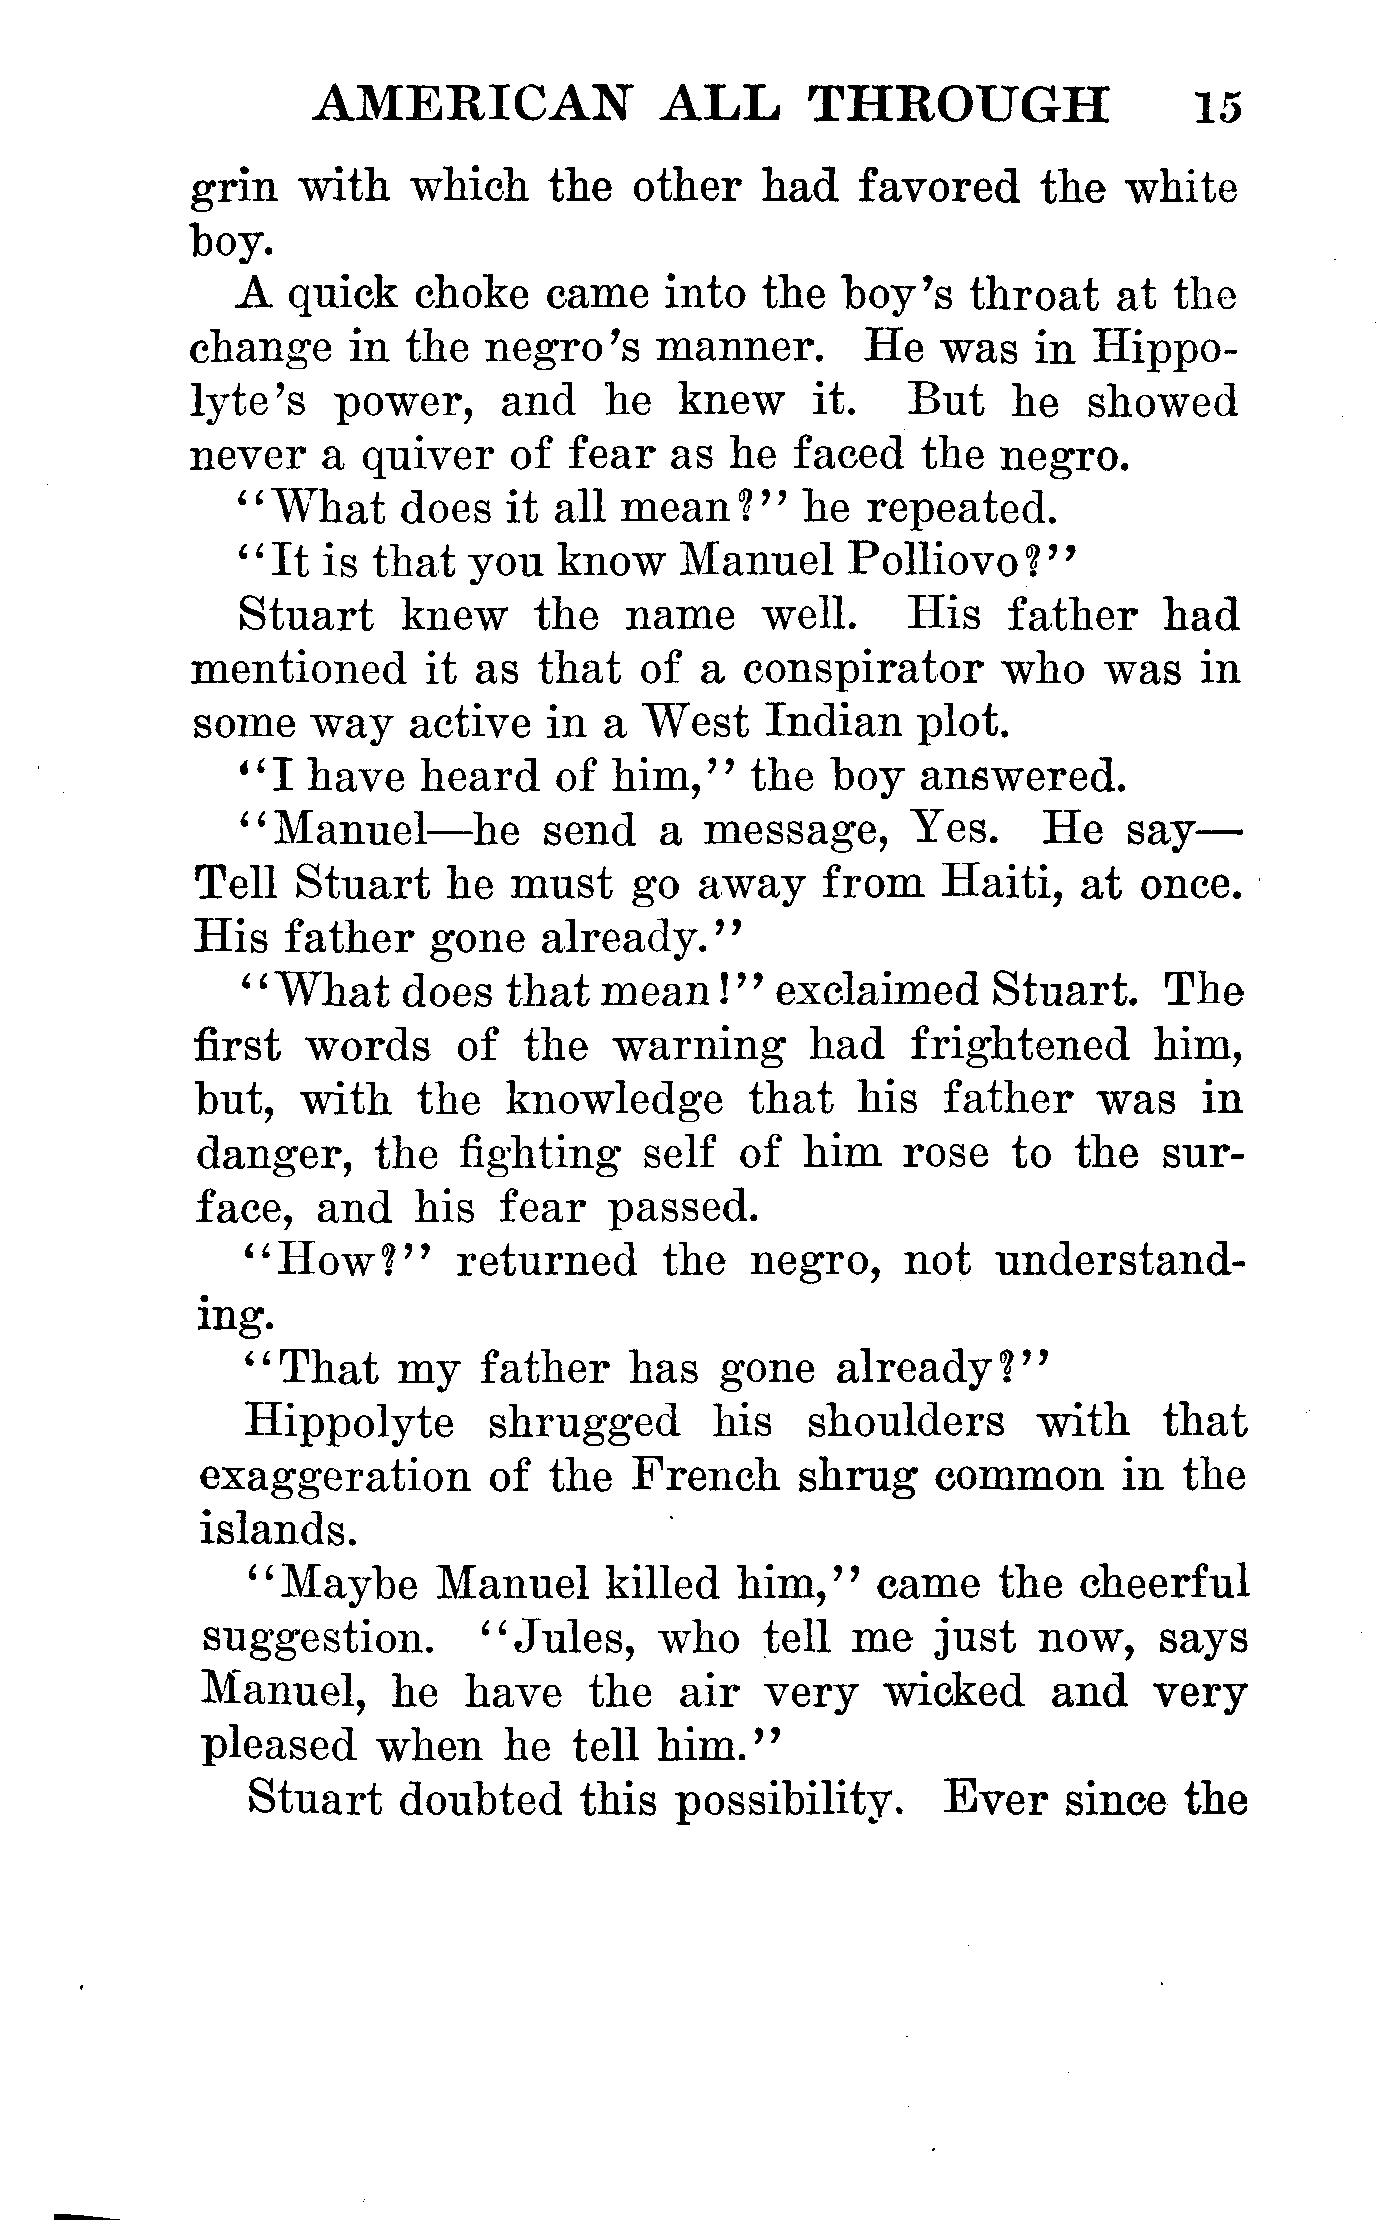 AMERICAN ALL THROUGH 15
grin with which the other had favored the white
boy.
A quick choke came into the boy's throat at the
change in the negro's manner. He was in Hippo-
lyte's power, and he knew it. But he showed
never a quiver of fear as he faced the negro.
"What does it all mean?" he repeated.
"It is that you know Manuel Polliovo?"
Stuart knew the name well. His father had
mentioned it as that of a conspirator who was in
some way active in a West Indian plot.
"I have heard of him," the boy answered.
"Manuel—he send a message, Yes. He say—
Tell Stuart he must go away from Haiti, at once.
His father gone already."
"What does that mean!" exclaimed Stuart. The
first words of the warning had frightened him,
but, with the knowledge that his father was in
danger, the fighting self of him rose to the sur-
face, and his fear passed.
"How?" returned the negro, not understand-
ing.
"That my father has gone already?"
Hippolyte shrugged his shoulders with that
exaggeration of the French shrug common in the
islands.
"Maybe Manuel killed him," came the cheerful
suggestion. "Jules, who tell me just now, says
Manuel, he have the air very wicked and very
pleased when he tell him."
Stuart doubted this possibility. Ever since the